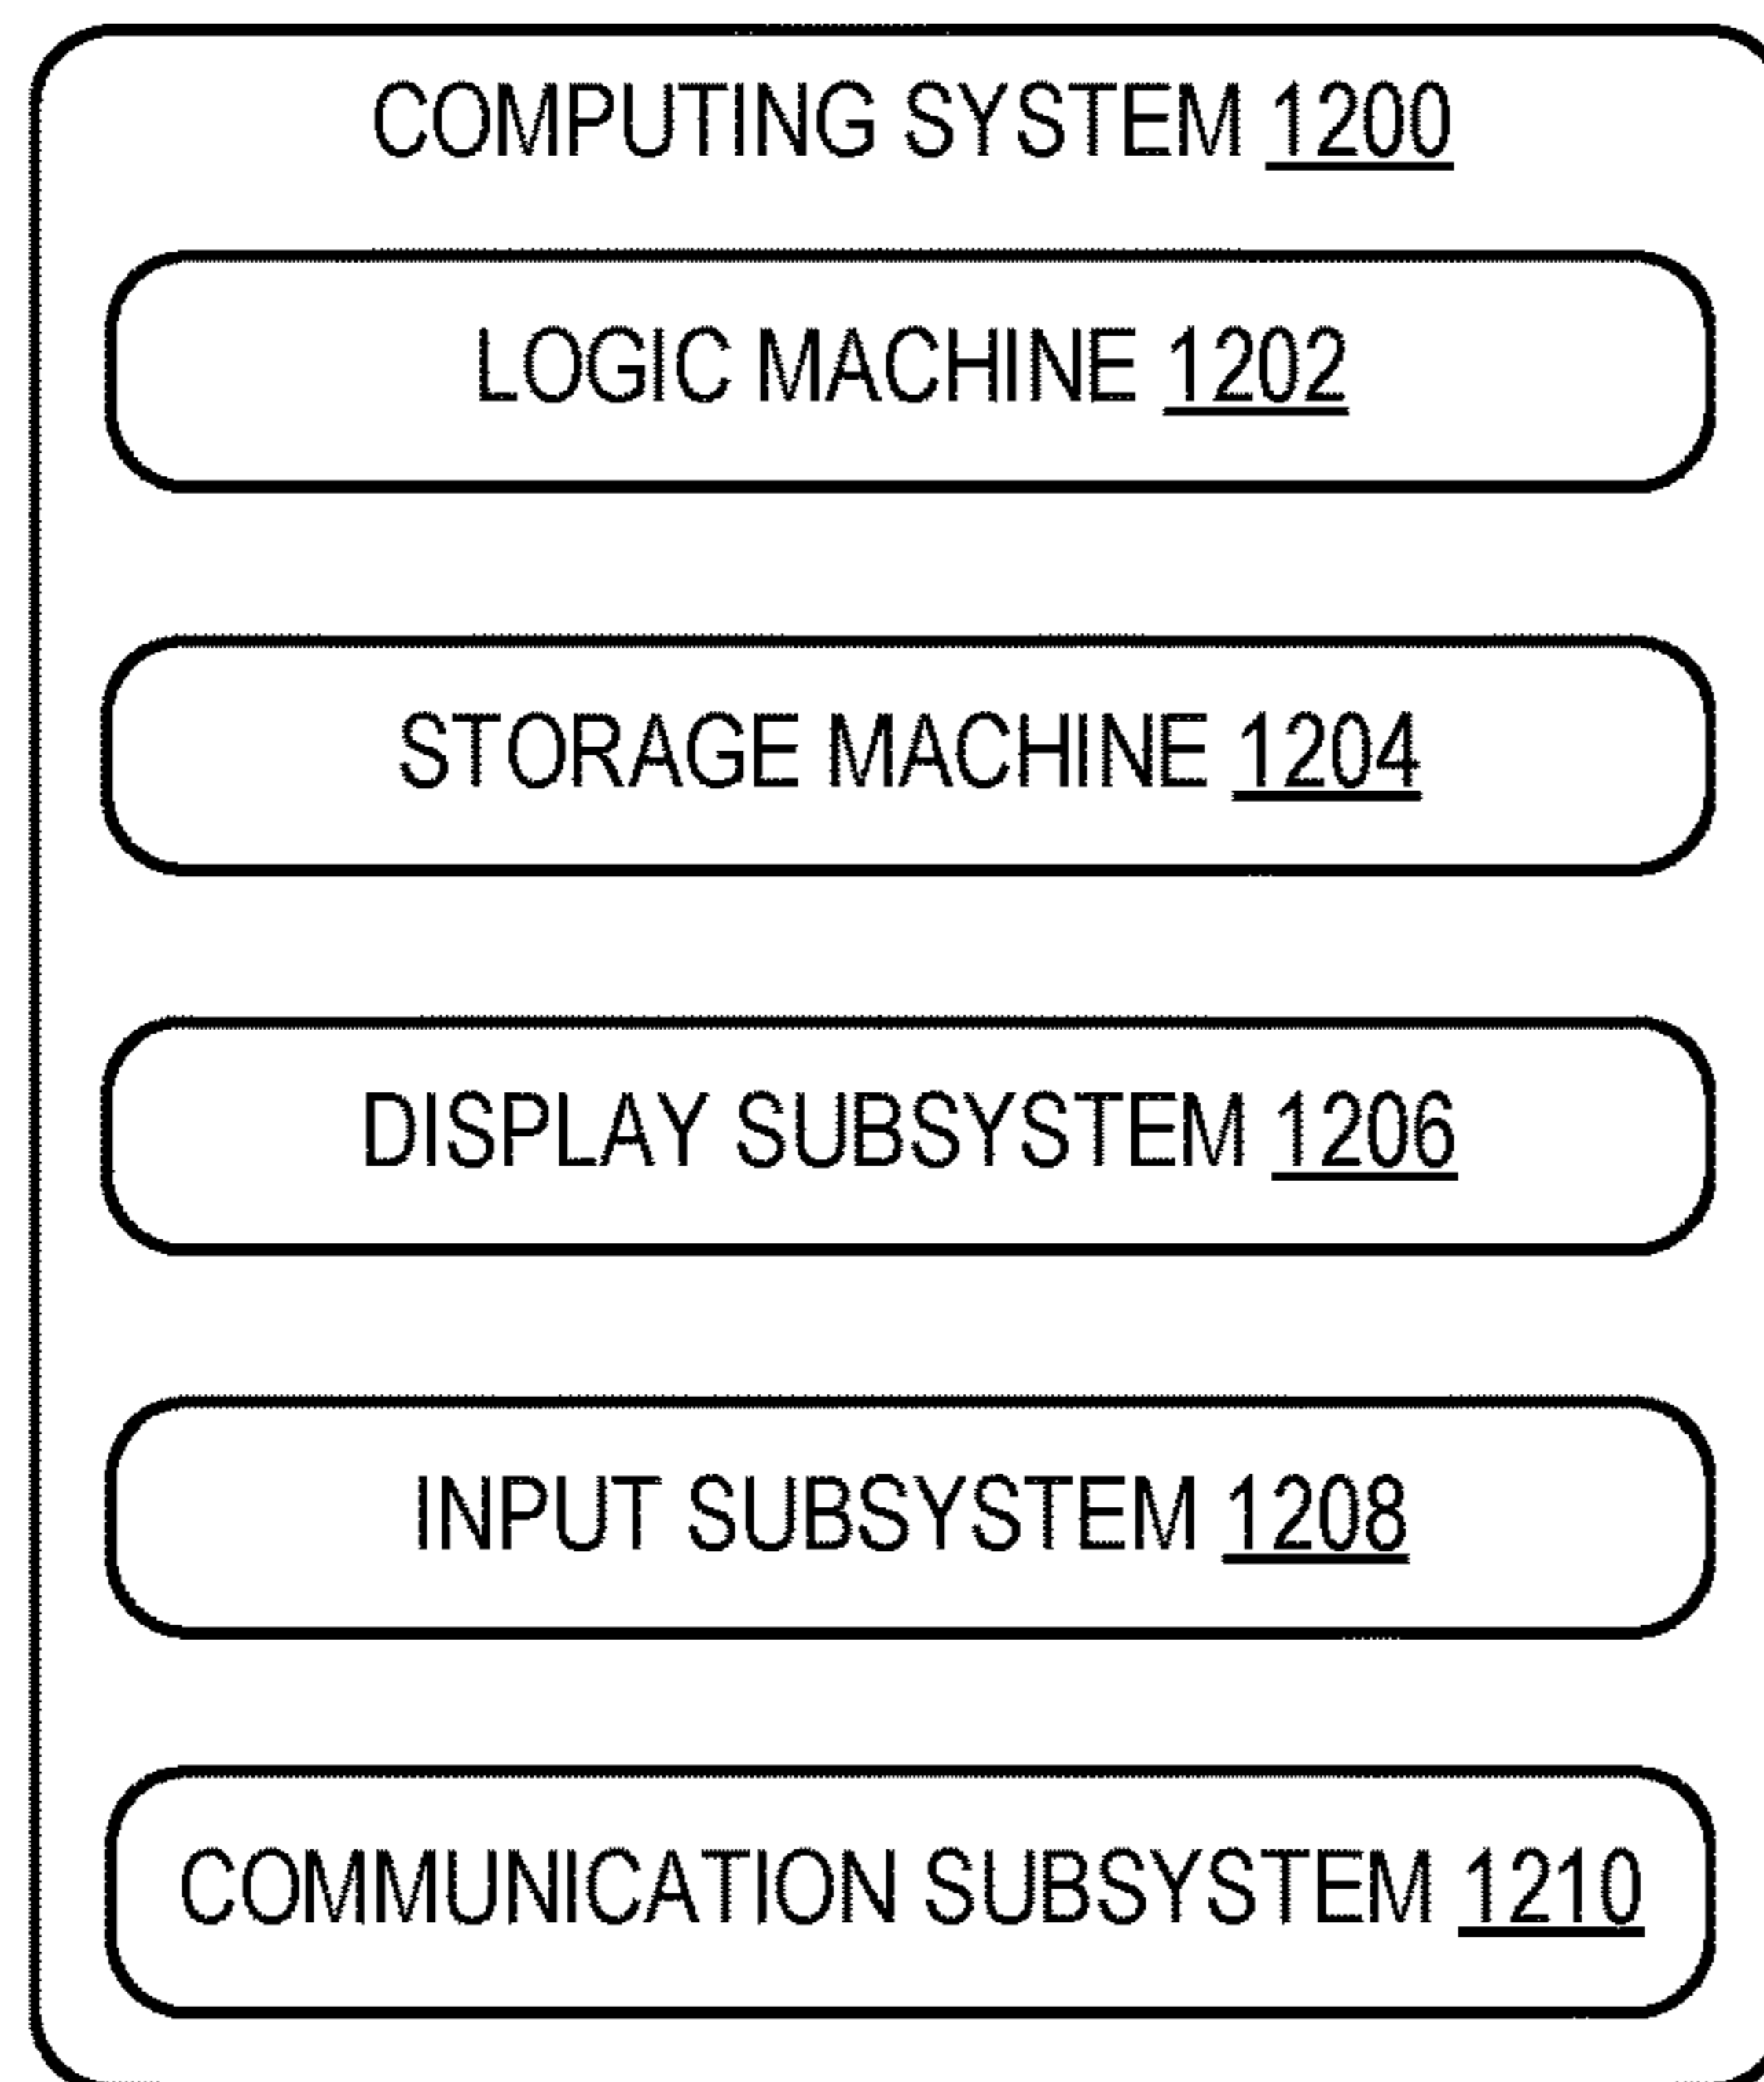 COMPUTING SYSTEM 1200
LOGIC MACHINE 1202
STORAGE MACHINE 1204
DISPLAY SUBSYSTEM 1206
INPUT SUBSYSTEM 1208
COMMUNICATION SUBSYSTEM 1210